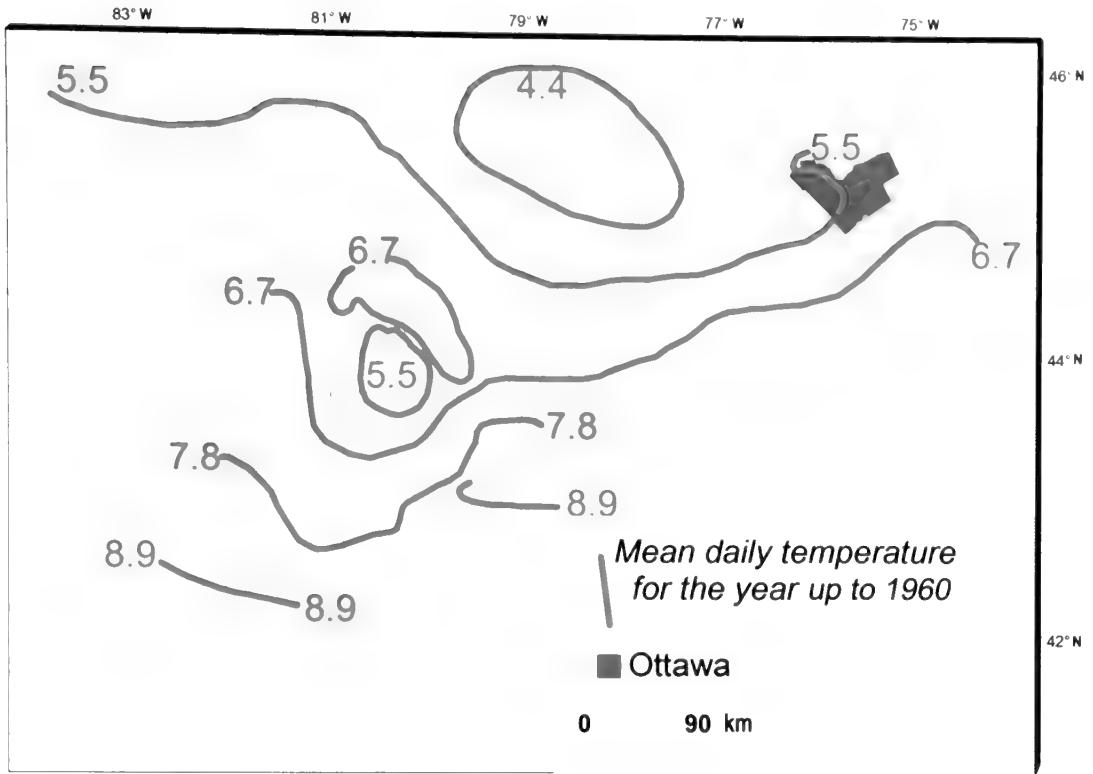 83° W 81° W 79° W 77° W 75° W
46° N
5.5
4.4
5.5
6.7
6.7
6.7
44° N
5.5
7.8
7.8
8.9
8.9
8.9
Mean daily temperature
for the year up to 1960
42° N
Ottawa
0 90 km